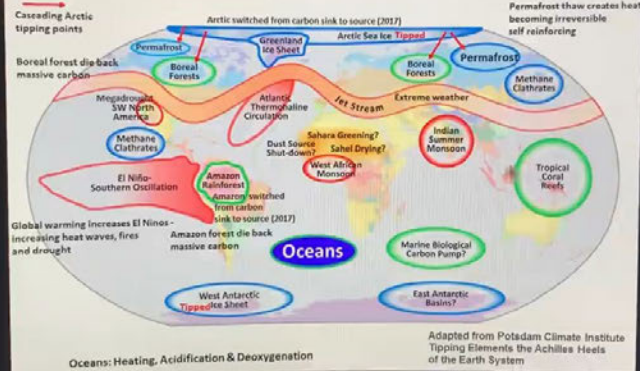 Cascading Arctic
tipping points
Arctic switched from carbon sink to source (2017)
Permafrost thaw creates heat
becoming irreversible
self reinforcing
Arctic Sea Ice Tipped
Greenland
Ice Sheet
Permafrost
Boreal
Forests
Boreal
Forests
Permafrost
Methane
Clathrates
Boreal forest die back
massive carbon
Megadrought
SW North
America
Atlantic
Thermohaline
Circulation
Jet Stream
Extreme weather
Methane
Clathrates
Sahara Greening?
Dust Source
Shut-down?
Sahel Drying?
West African
Monsoon
Indian
Summer
Monsoon
Tropical
Coral
Reefs
El Niño-
Southern Oscillation
Amazon
Rainforest
Amazon switched
from carbon
sink to source (2017)
Global warming increases El Ninos -
increasing heat waves, fires
and drought
Amazon forest die back
massive carbon
Oceans
Marine Biological
Carbon Pump?
West Antarctic
Tipped Ice Sheet
East Antarctic
Basins?
Oceans: Heating, Acidification & Deoxygenation
Adapted from Potsdam Climate Institute
Tipping Elements the Achilles Heels
of the Earth System